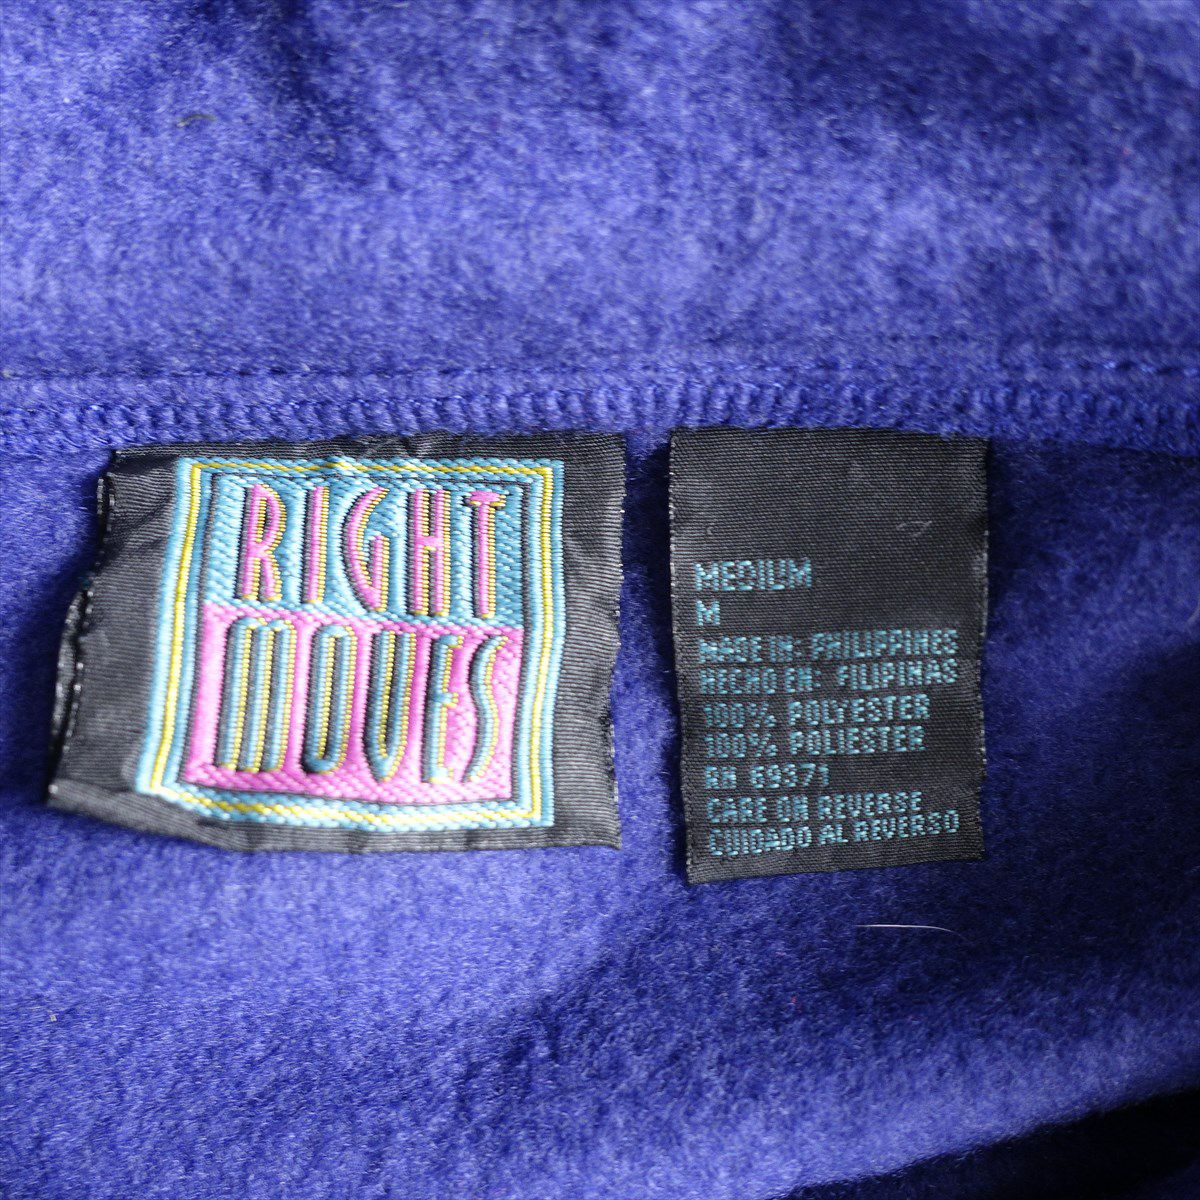 RIGHT
MOVES
MEDIUM
M
MADE IN: PHILIPPINES
HECHO EN: FILIPINAS
100% POLYESTER
100% POLIESTER
RN 69371
CARE ON REVERSE
CUIDADO AL REVERSO